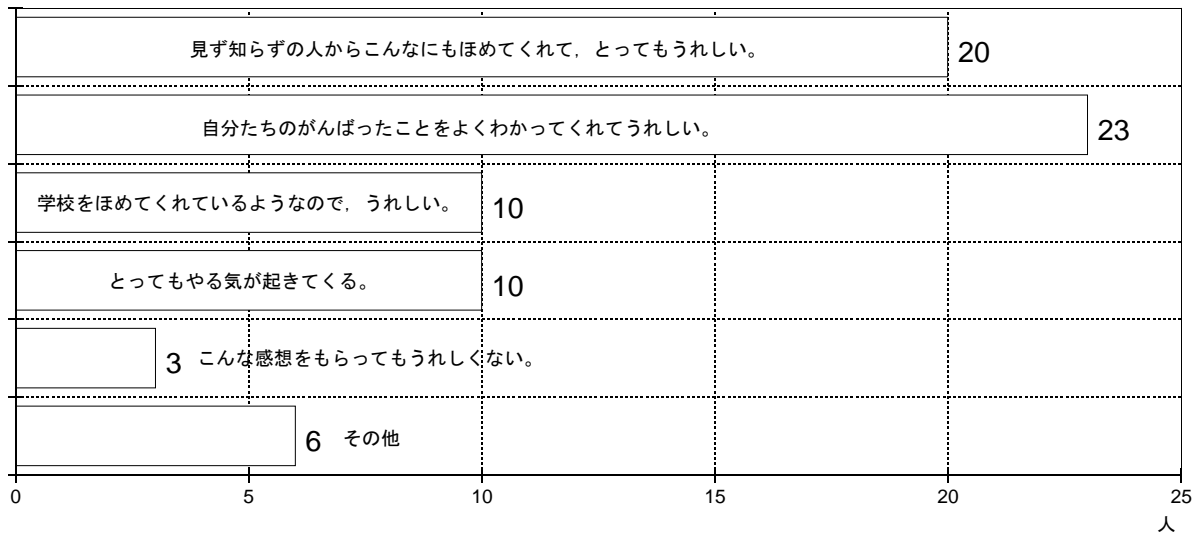 見ず知らずの人からこんなにもほめてくれて，とってもうれしい。 20
自分たちのがんばったことをよくわかってくれてうれしい。 23
学校をほめてくれているようなので，うれしい。 10
とってもやる気が起きてくる。 10
3 こんな感想をもらってもうれしくない。
6 その他
0 5 10 15 20 25
人